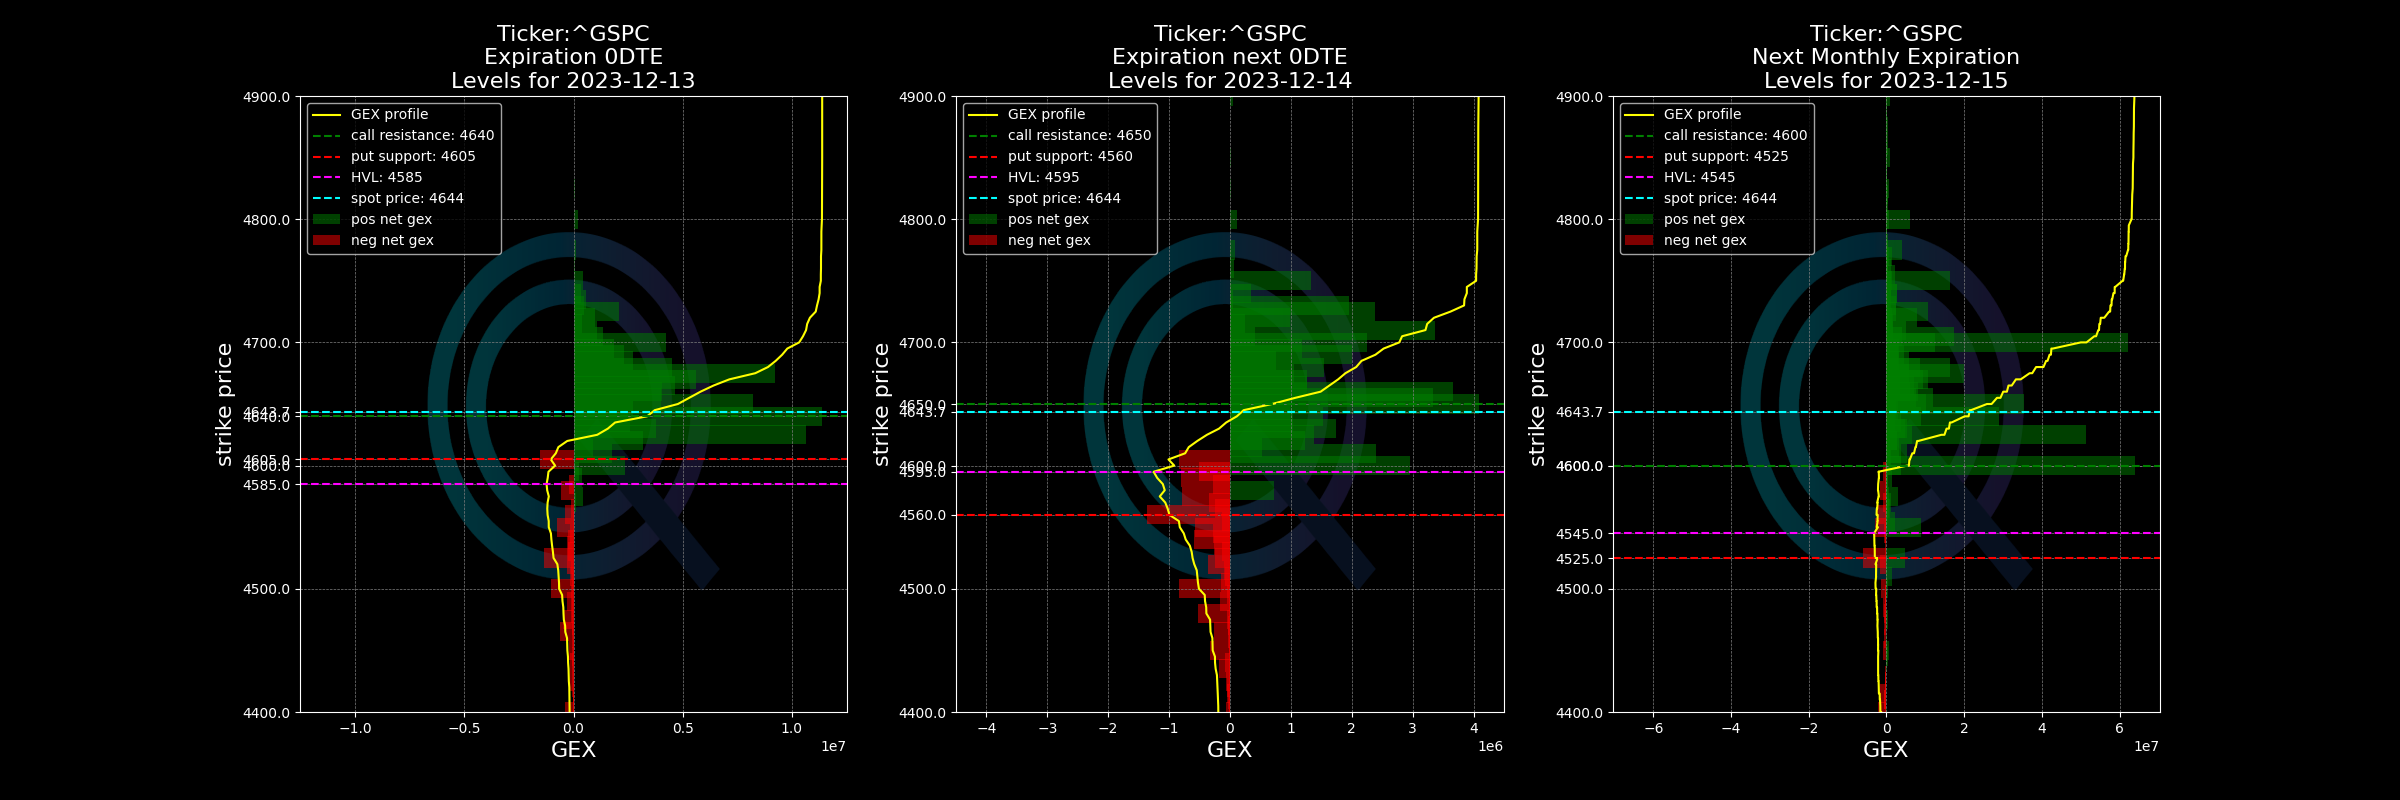 Ticker:^GSPC
Expiration 0DTE
Levels for 2023-12-13
GEX profile
call resistance: 4640
put support: 4605
HVL: 4585
spot price: 4644
pos net gex
neg net gex
4900.0
4800.0
4700.0
4643.7
4640.0
4605.0
4600.0
4585.0
4500.0
4400.0
strike price
−1.0
−0.5
0.0
0.5
1.0
1e7
GEX
Ticker:^GSPC
Expiration next 0DTE
Levels for 2023-12-14
GEX profile
call resistance: 4650
put support: 4560
HVL: 4595
spot price: 4644
pos net gex
neg net gex
4900.0
4800.0
4700.0
4650.0
4643.7
4600.0
4595.0
4560.0
4500.0
4400.0
strike price
−4
−3
−2
−1
0
1
2
3
4
1e6
GEX
Ticker:^GSPC
Next Monthly Expiration
Levels for 2023-12-15
GEX profile
call resistance: 4600
put support: 4525
HVL: 4545
spot price: 4644
pos net gex
neg net gex
4900.0
4800.0
4700.0
4643.7
4600.0
4545.0
4525.0
4500.0
4400.0
strike price
−6
−4
−2
0
2
4
6
1e7
GEX